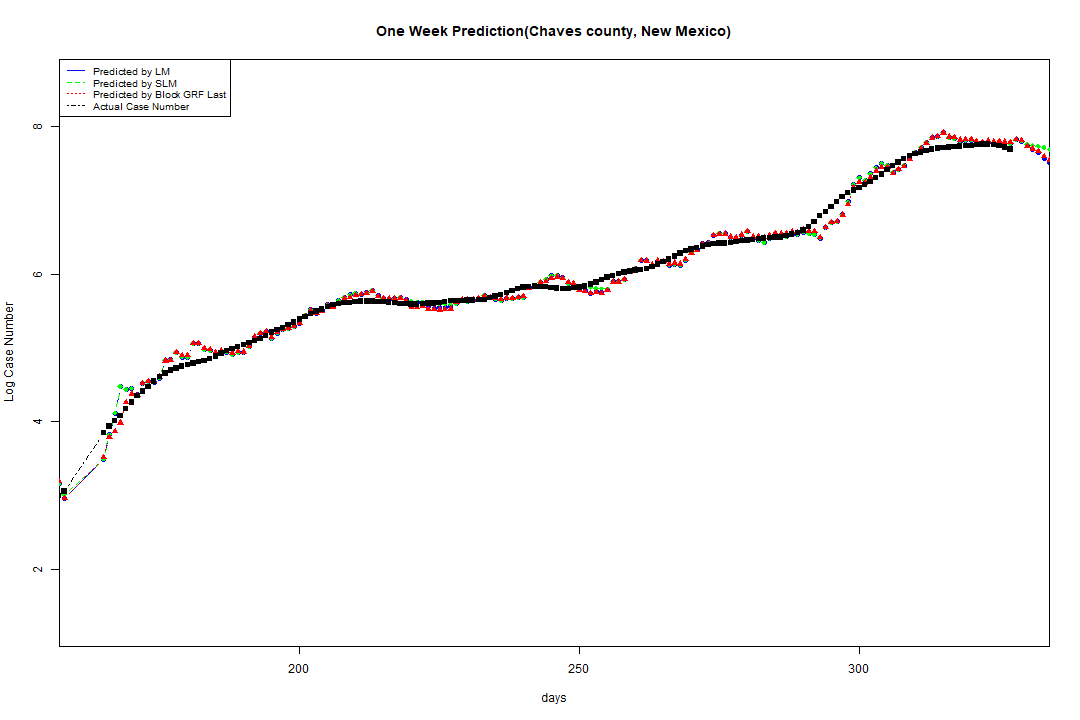 One Week Prediction(Chaves county, New Mexico)
Predicted by LM
Predicted by SLM
Predicted by Block GRF Last
Actual Case Number
8
6
4
2
Log Case Number
200
250
300
days